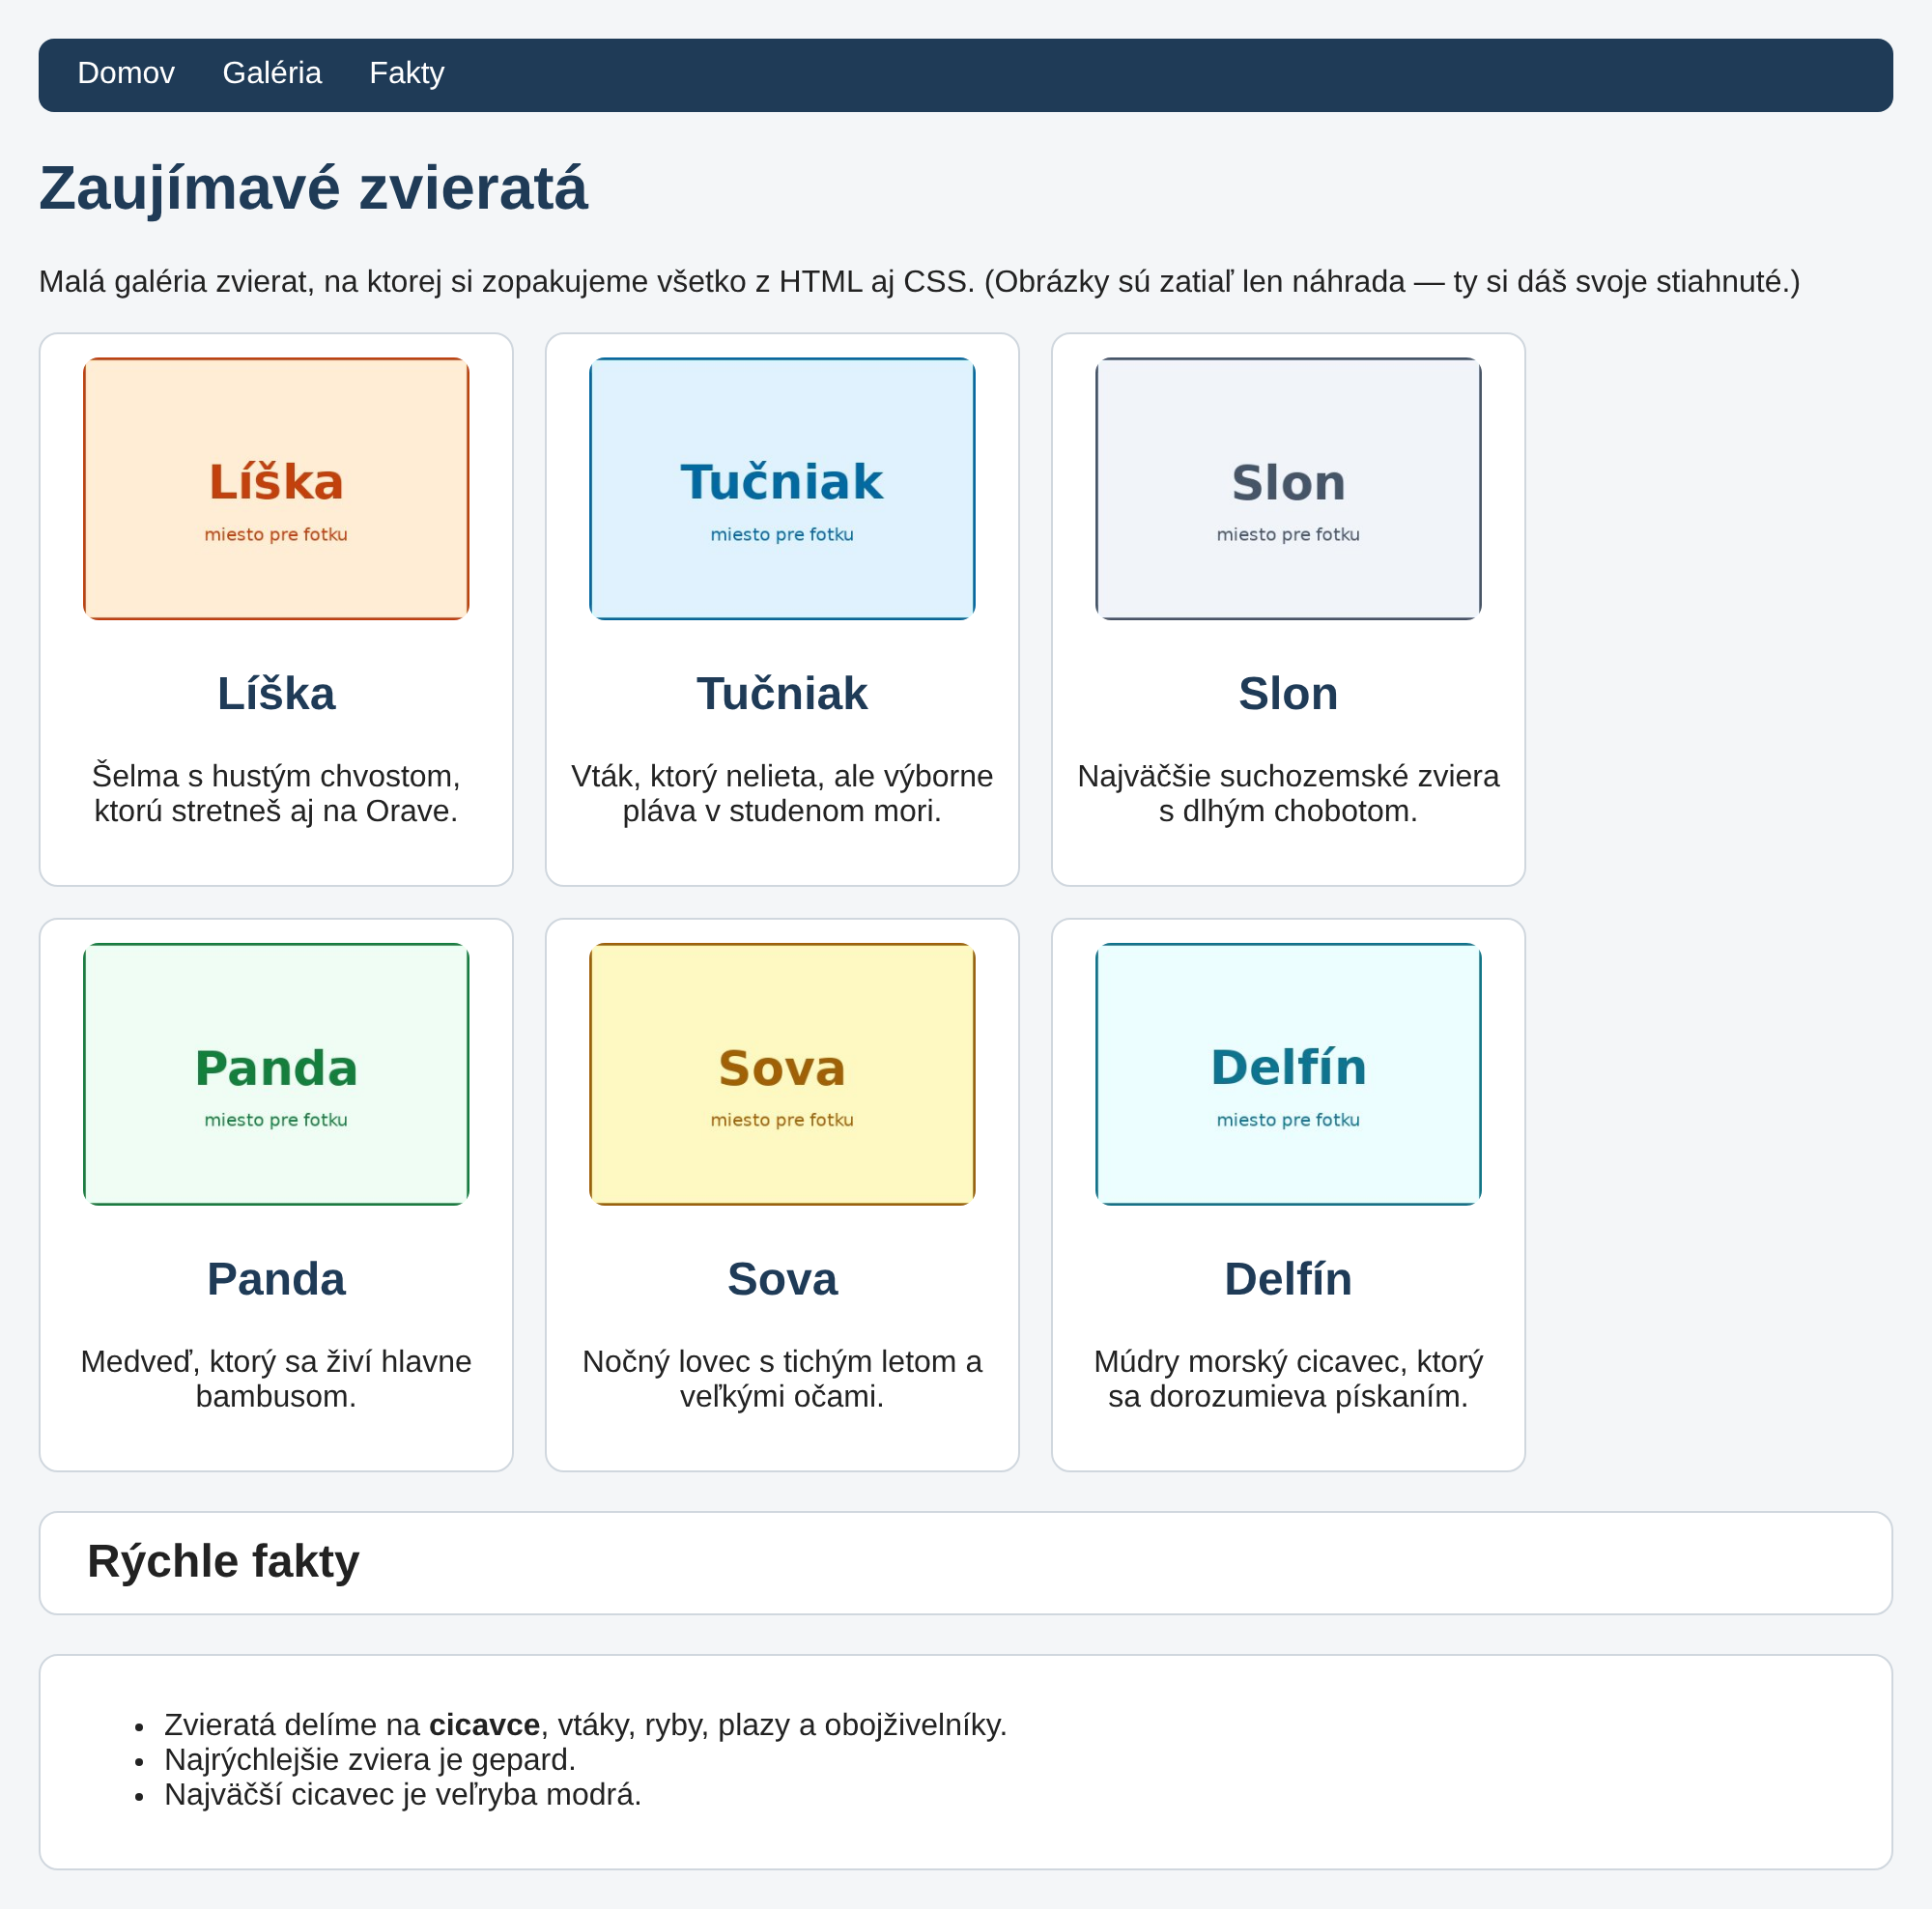 Domov Galéria Fakty
Zaujímavé zvieratá
Malá galéria zvierat, na ktorej si zopakujeme všetko z HTML aj CSS. (Obrázky sú zatiaľ len náhrada — ty si dáš svoje stiahnuté.)
Líška
miesto pre fotku
Líška
Šelma s hustým chvostom,
ktorú stretneš aj na Orave.
Tučniak
miesto pre fotku
Tučniak
Vták, ktorý nelieta, ale výborne
pláva v studenom mori.
Slon
miesto pre fotku
Slon
Najväčšie suchozemské zviera
s dlhým chobotom.
Panda
miesto pre fotku
Panda
Medveď, ktorý sa živí hlavne
bambusom.
Sova
miesto pre fotku
Sova
Nočný lovec s tichým letom a
veľkými očami.
Delfín
miesto pre fotku
Delfín
Múdry morský cicavec, ktorý
sa dorozumieva pískaním.
Rýchle fakty
• Zvieratá delíme na cicavce, vtáky, ryby, plazy a obojživelníky.
• Najrýchlejšie zviera je gepard.
• Najväčší cicavec je veľryba modrá.